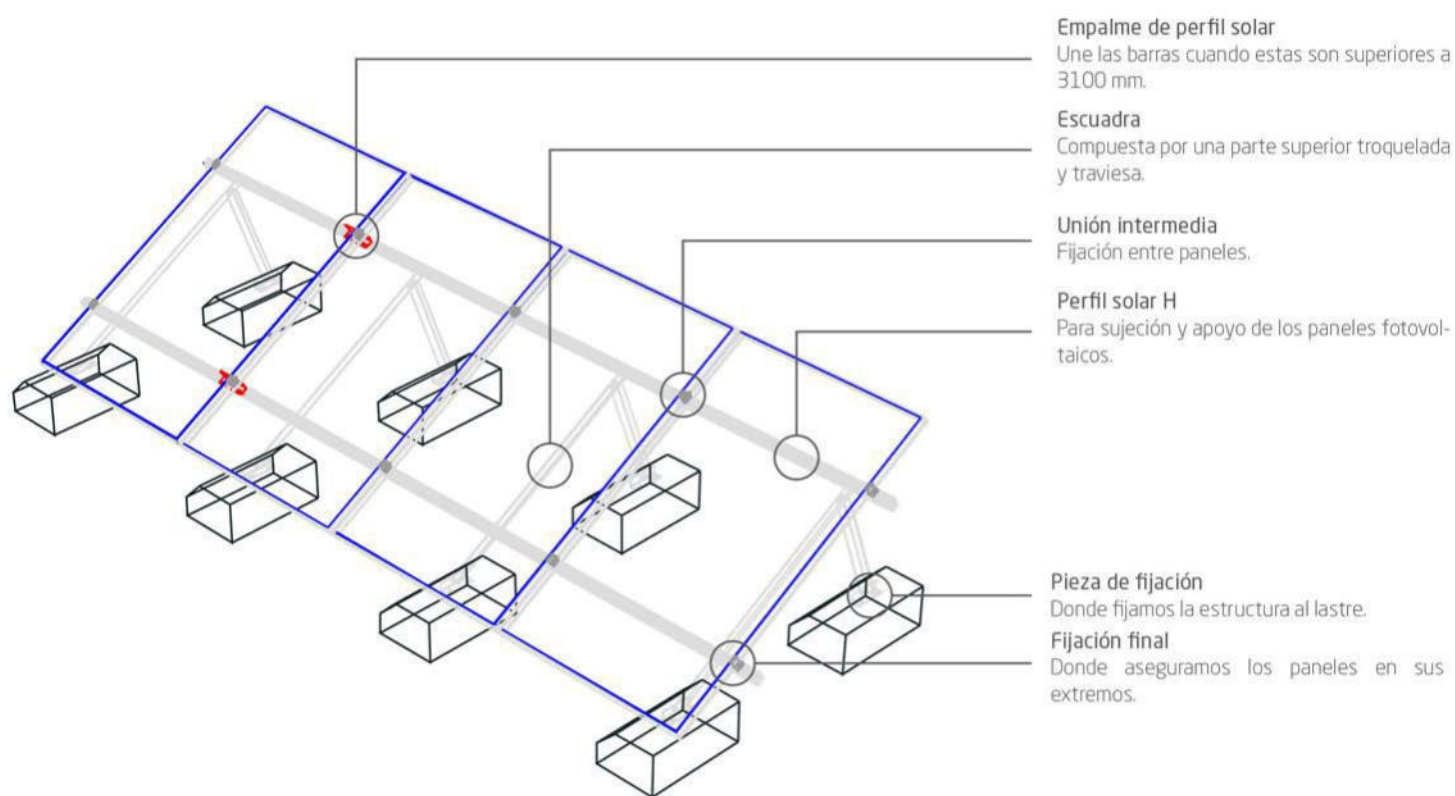 Empalme de perfil solar
Une las barras cuando estas son superiores a
3100 mm.
Escuadra
Compuesta por una parte superior troquelada
y traviesa.
Unión intermedia
Fijación entre paneles.
Perfil solar H
Para sujeción y apoyo de los paneles fotovol-
taicos.
Pieza de fijación
Donde fijamos la estructura al lastre.
Fijación final
Donde aseguramos los paneles en sus
extremos.